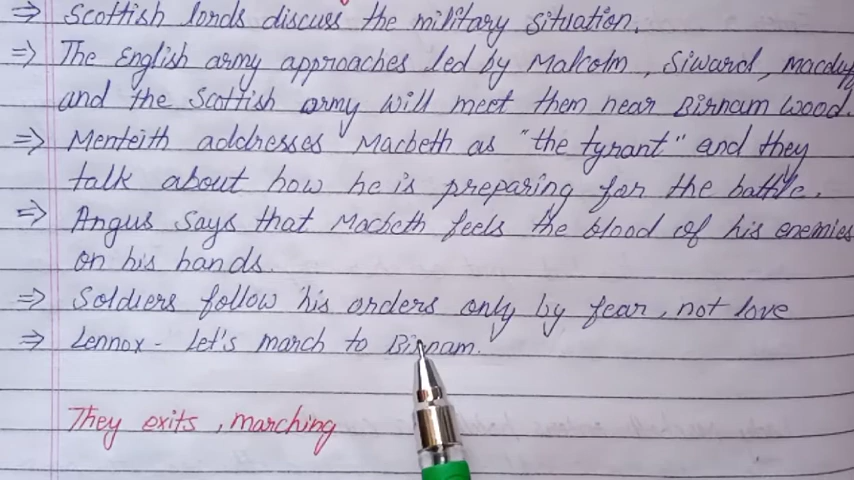 ⇒ Scottish lords discuss the military situation.
⇒ The English army approaches led by Malcolm, Siward, Macduff
and the Scottish army will meet them near Birnam Wood.
⇒ Menteith addresses Macbeth as "the tyrant" and they
talk about how he is preparing for the battle.
⇒ Angus says that Macbeth feels the blood of his enemies
on his hands.
⇒ Soldiers follow his orders only by fear, not love
⇒ Lennox - Let's march to Birnam.
They exits, marching